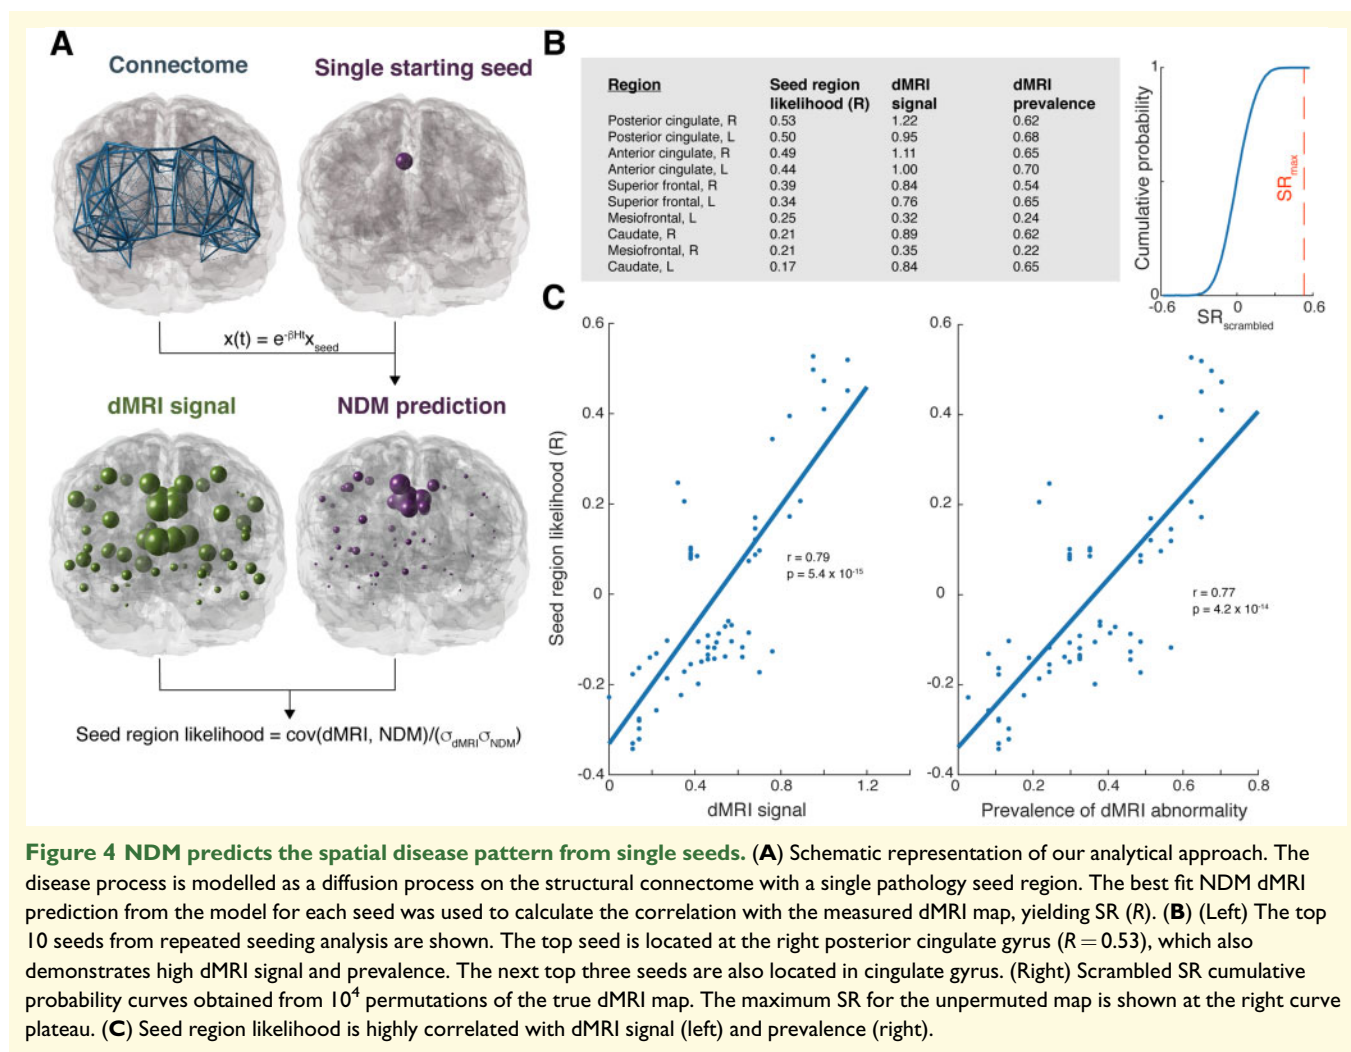 A
Connectome
Single starting seed
x(t) = e-βHtxseed
dMRI signal
NDM prediction
Seed region likelihood = cov(dMRI, NDM)/(σdMRIσNDM)
B
Region Seed region likelihood (R) dMRI signal dMRI prevalence
Posterior cingulate, R 0.53 1.22 0.62
Posterior cingulate, L 0.50 0.95 0.68
Anterior cingulate, R 0.49 1.11 0.65
Anterior cingulate, L 0.44 1.00 0.70
Superior frontal, R 0.39 0.84 0.54
Superior frontal, L 0.34 0.76 0.65
Mesiofrontal, L 0.25 0.32 0.24
Caudate, R 0.21 0.89 0.62
Mesiofrontal, R 0.21 0.35 0.22
Caudate, L 0.17 0.84 0.65
Cumulative probability
1
0
-0.6 0 0.6
SRscrambled
SRmax
C
Seed region likelihood (R)
0.6
0.4
0.2
0
-0.2
-0.4
0 0.4 0.8 1.2
dMRI signal
r = 0.79
p = 5.4 x 10-15
0.6
0.4
0.2
0
-0.2
-0.4
0 0.2 0.4 0.6 0.8
Prevalence of dMRI abnormality
r = 0.77
p = 4.2 x 10-14
Figure 4 NDM predicts the spatial disease pattern from single seeds. (A) Schematic representation of our analytical approach. The
disease process is modelled as a diffusion process on the structural connectome with a single pathology seed region. The best fit NDM dMRI
prediction from the model for each seed was used to calculate the correlation with the measured dMRI map, yielding SR (R). (B) (Left) The top
10 seeds from repeated seeding analysis are shown. The top seed is located at the right posterior cingulate gyrus (R = 0.53), which also
demonstrates high dMRI signal and prevalence. The next top three seeds are also located in cingulate gyrus. (Right) Scrambled SR cumulative
probability curves obtained from 10⁴ permutations of the true dMRI map. The maximum SR for the unpermuted map is shown at the right curve
plateau. (C) Seed region likelihood is highly correlated with dMRI signal (left) and prevalence (right).